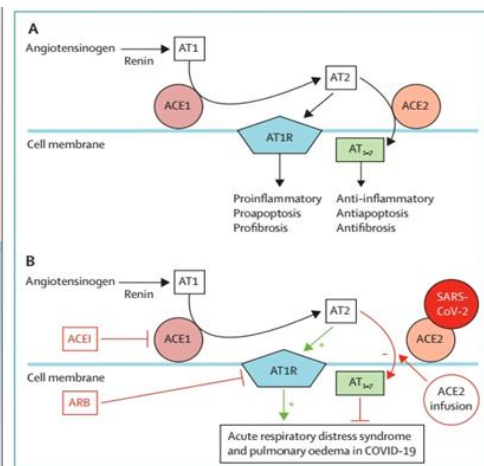 A
Angiotensinogen
Renin
AT1
AT2
ACE1
ACE2
Cell membrane
AT1R
AT₁₋₇
Proinflammatory
Proapoptosis
Profibrosis
Anti-inflammatory
Antiapoptosis
Antifibrosis
B
Angiotensinogen
Renin
AT1
AT2
SARS-
CoV-2
ACEI
ACE1
ACE2
+
–
Cell membrane
AT1R
AT₁₋₇
ACE2
infusion
ARB
+
Acute respiratory distress syndrome
and pulmonary oedema in COVID-19